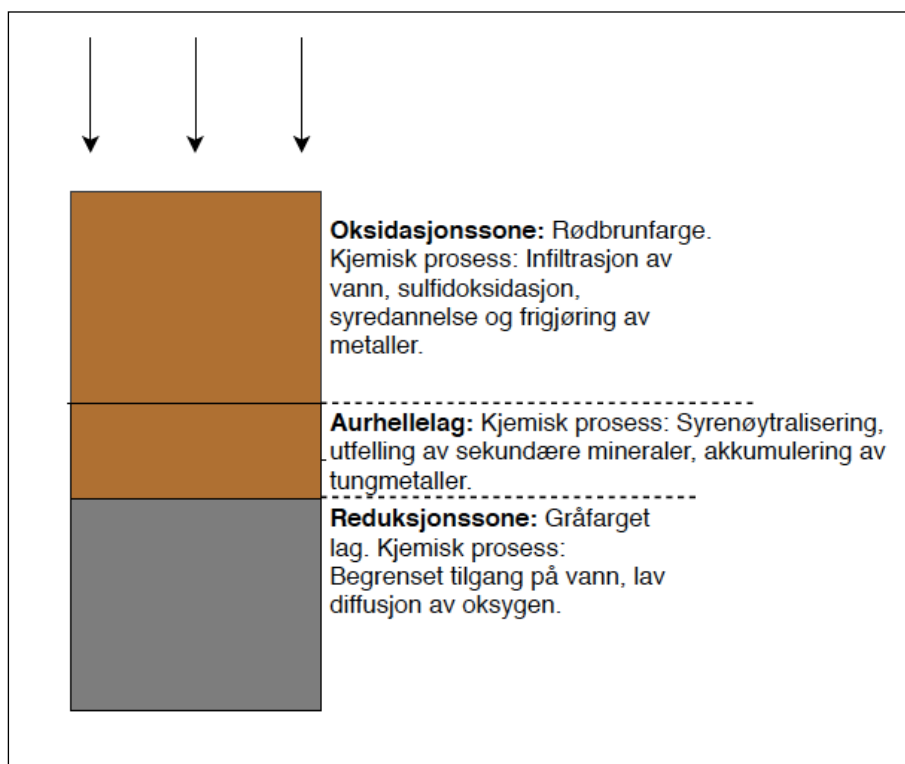 Oksidasjonssone: Rødbrunfarge.
Kjemisk prosess: Infiltrasjon av
vann, sulfidoksidasjon,
syredannelse og frigjøring av
metaller.
Aurhellelag: Kjemisk prosess: Syrenøytralisering,
utfelling av sekundære mineraler, akkumulering av
tungmetaller.
Reduksjonssone: Gråfarget
lag. Kjemisk prosess:
Begrenset tilgang på vann, lav
diffusjon av oksygen.